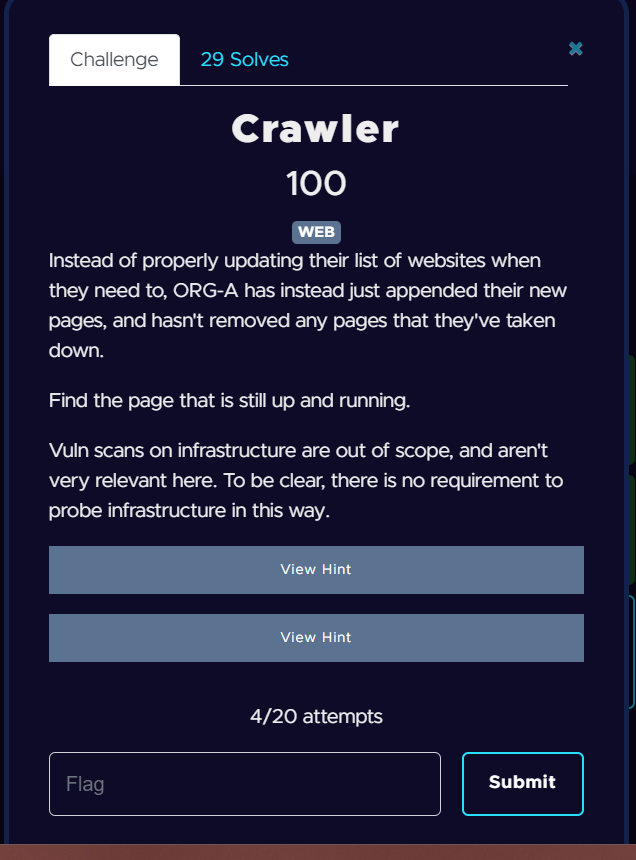 Challenge
29 Solves
✖
Crawler
100
WEB
Instead of properly updating their list of websites when
they need to, ORG-A has instead just appended their new
pages, and hasn't removed any pages that they've taken
down.
Find the page that is still up and running.
Vuln scans on infrastructure are out of scope, and aren't
very relevant here. To be clear, there is no requirement to
probe infrastructure in this way.
View Hint
View Hint
4/20 attempts
Flag
Submit